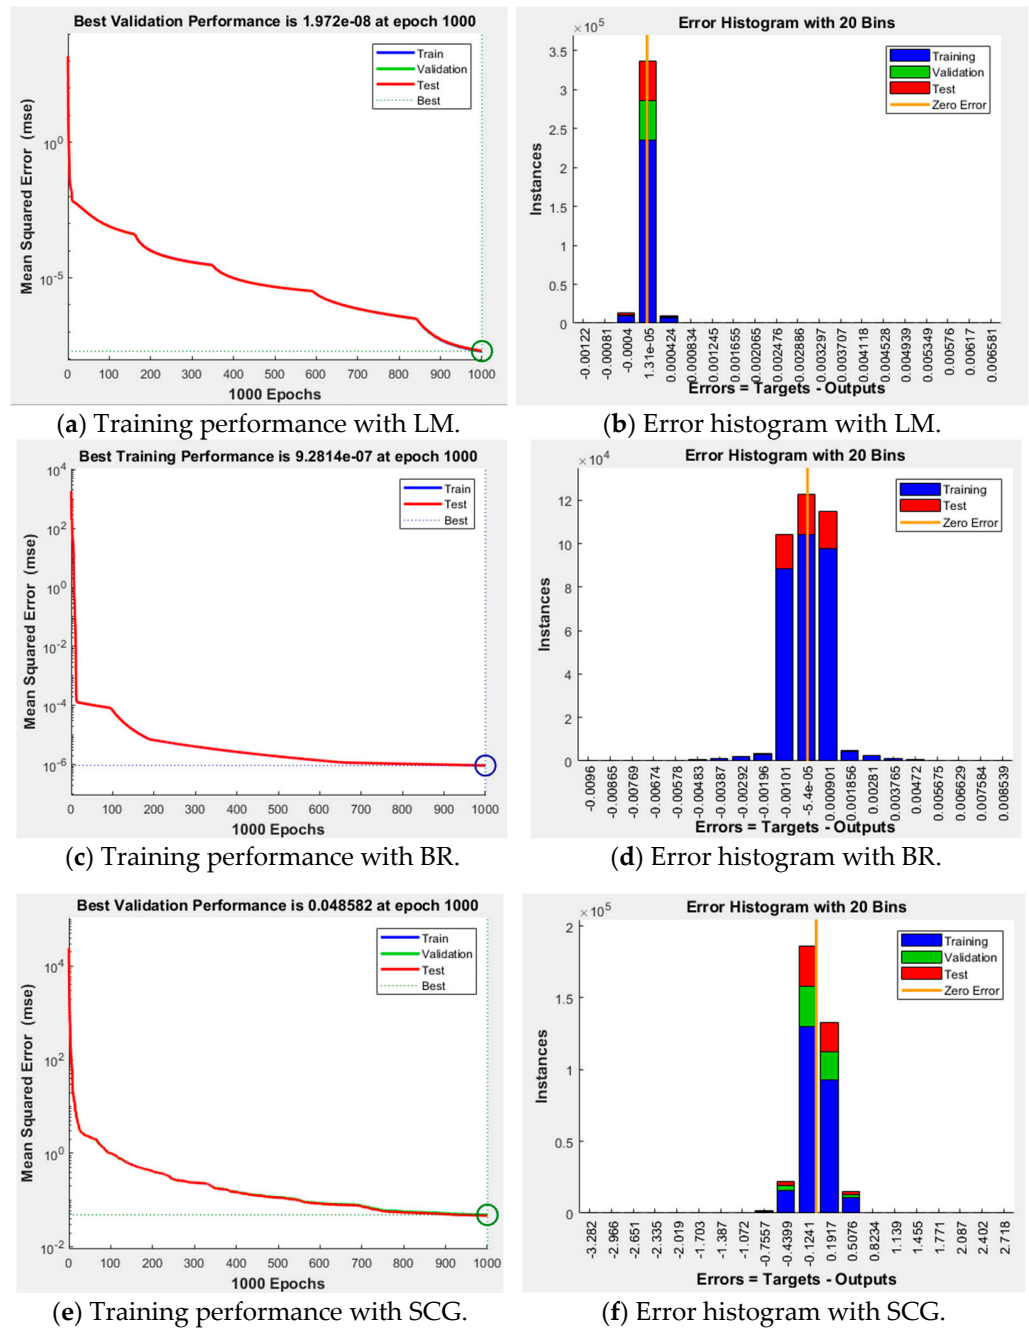 Best Validation Performance is 1.972e-08 at epoch 1000
Mean Squared Error (mse)
10^0
10^-5
Train
Validation
Test
Best
0 100 200 300 400 500 600 700 800 900 1000
1000 Epochs
(a) Training performance with LM.
Error Histogram with 20 Bins
×10^5
Instances
3.5
3
2.5
2
1.5
1
0.5
0
Training
Validation
Test
Zero Error
-0.00122 -0.00081 -0.0004 1.31e-05 0.000424 0.000834 0.001245 0.001655 0.002065 0.002476 0.002886 0.003297 0.003707 0.004118 0.004528 0.004939 0.005349 0.00576 0.00617 0.006581
Errors = Targets - Outputs
(b) Error histogram with LM.
Best Training Performance is 9.2814e-07 at epoch 1000
Mean Squared Error (mse)
10^4
10^2
10^0
10^-2
10^-4
10^-6
Train
Test
Best
0 100 200 300 400 500 600 700 800 900 1000
1000 Epochs
(c) Training performance with BR.
Error Histogram with 20 Bins
×10^4
Instances
12
10
8
6
4
2
0
Training
Test
Zero Error
-0.0096 -0.00865 -0.00769 -0.00674 -0.00578 -0.00483 -0.00387 -0.00292 -0.00196 -0.00101 -5.4e-05 0.000901 0.001856 0.00281 0.003765 0.00472 0.005675 0.006629 0.007584 0.008539
Errors = Targets - Outputs
(d) Error histogram with BR.
Best Validation Performance is 0.048582 at epoch 1000
Mean Squared Error (mse)
10^4
10^2
10^0
10^-2
Train
Validation
Test
Best
0 100 200 300 400 500 600 700 800 900 1000
1000 Epochs
(e) Training performance with SCG.
Error Histogram with 20 Bins
×10^5
Instances
2
1.5
1
0.5
0
Training
Validation
Test
Zero Error
-3.282 -2.966 -2.651 -2.335 -2.019 -1.703 -1.387 -1.072 -0.7557 -0.4399 -0.1241 0.1917 0.5076 0.8234 1.139 1.455 1.771 2.087 2.402 2.718
Errors = Targets - Outputs
(f) Error histogram with SCG.